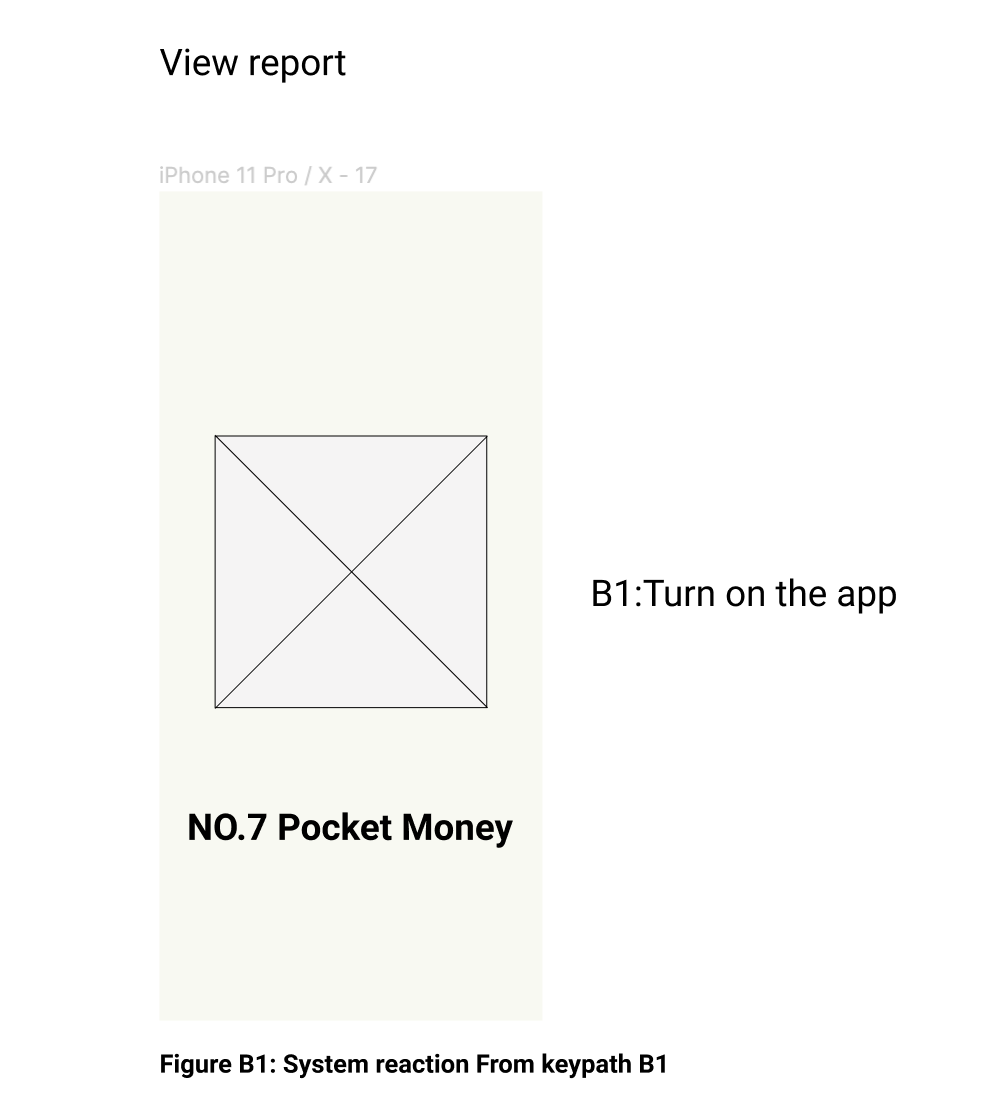 View report
iPhone 11 Pro / X - 17
B1:Turn on the app
NO.7 Pocket Money
Figure B1: System reaction From keypath B1